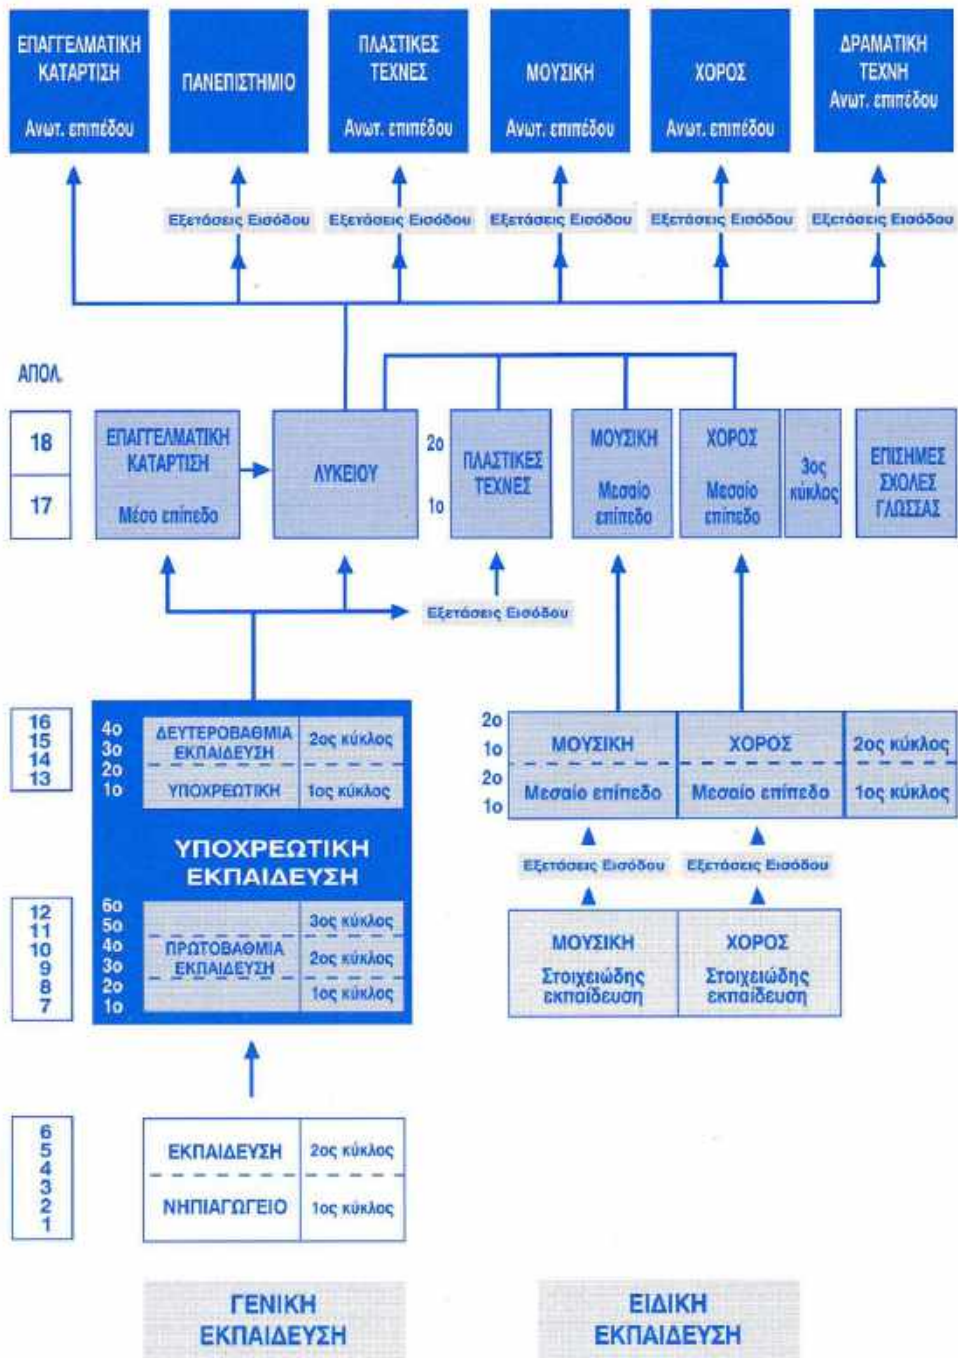 ΕΠΑΓΓΕΛΜΑΤΙΚΗ
ΚΑΤΑΡΤΙΣΗ
Ανωτ. επιπέδου
ΠΑΝΕΠΙΣΤΗΜΙΟ
ΠΛΑΣΤΙΚΕΣ
ΤΕΧΝΕΣ
Ανωτ. επιπέδου
ΜΟΥΣΙΚΗ
Ανωτ. επιπέδου
ΧΟΡΟΣ
Ανωτ. επιπέδου
ΔΡΑΜΑΤΙΚΗ
ΤΕΧΝΗ
Ανωτ. επιπέδου
Εξετάσεις Εισόδου
Εξετάσεις Εισόδου
Εξετάσεις Εισόδου
Εξετάσεις Εισόδου
Εξετάσεις Εισόδου
ΑΠΟΛ.
18
17
ΕΠΑΓΓΕΛΜΑΤΙΚΗ
ΚΑΤΑΡΤΙΣΗ
Μέσο επίπεδο
ΛΥΚΕΙΟΥ
2ο
1ο
ΠΛΑΣΤΙΚΕΣ
ΤΕΧΝΕΣ
ΜΟΥΣΙΚΗ
Μεσαίο
επίπεδο
ΧΟΡΟΣ
Μεσαίο
επίπεδο
3ος
κύκλος
ΕΠΙΣΗΜΕΣ
ΣΧΟΛΕΣ
ΓΛΩΣΣΑΣ
Εξετάσεις Εισόδου
16
15
14
13
4ο
3ο
2ο
1ο
ΔΕΥΤΕΡΟΒΑΘΜΙΑ
ΕΚΠΑΙΔΕΥΣΗ
2ος κύκλος
ΥΠΟΧΡΕΩΤΙΚΗ
1ος κύκλος
ΥΠΟΧΡΕΩΤΙΚΗ
ΕΚΠΑΙΔΕΥΣΗ
12
11
10
9
8
7
6ο
5ο
4ο
3ο
2ο
1ο
ΠΡΩΤΟΒΑΘΜΙΑ
ΕΚΠΑΙΔΕΥΣΗ
3ος κύκλος
2ος κύκλος
1ος κύκλος
2ο
1ο
2ο
1ο
ΜΟΥΣΙΚΗ
Μεσαίο επίπεδο
ΧΟΡΟΣ
Μεσαίο επίπεδο
2ος κύκλος
1ος κύκλος
Εξετάσεις Εισόδου
Εξετάσεις Εισόδου
ΜΟΥΣΙΚΗ
Στοιχειώδης
εκπαίδευση
ΧΟΡΟΣ
Στοιχειώδης
εκπαίδευση
6
5
4
3
2
1
ΕΚΠΑΙΔΕΥΣΗ
2ος κύκλος
ΝΗΠΙΑΓΩΓΕΙΟ
1ος κύκλος
ΓΕΝΙΚΗ
ΕΚΠΑΙΔΕΥΣΗ
ΕΙΔΙΚΗ
ΕΚΠΑΙΔΕΥΣΗ